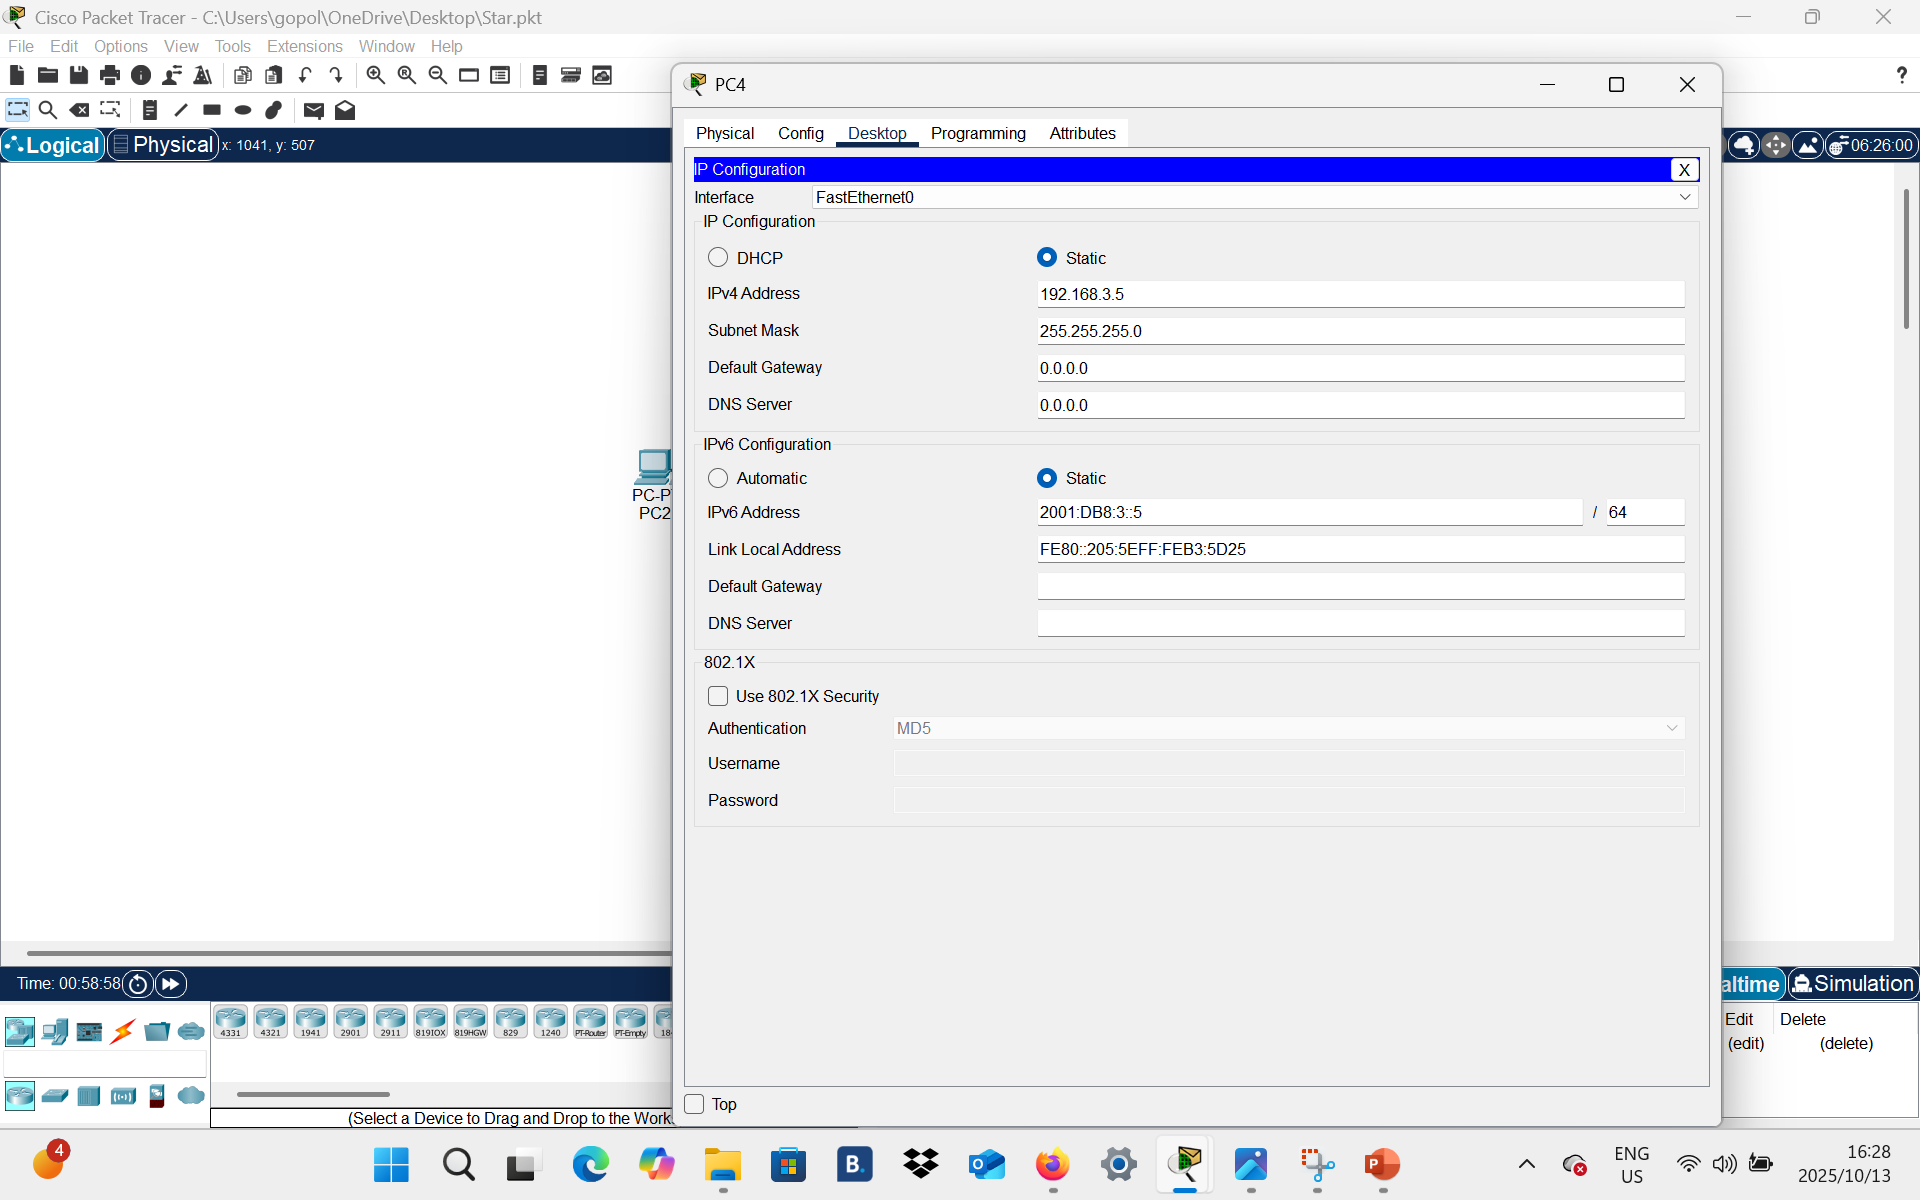 Cisco Packet Tracer - C:\Users\gopol\OneDrive\Desktop\Star.pkt
File Edit Options View Tools Extensions Window Help
?
Logical Physical x: 1041, y: 507
06:26:00
PC-P
PC2
PC4
Physical Config Desktop Programming Attributes
IP Configuration X
Interface FastEthernet0
IP Configuration
DHCP Static
IPv4 Address 192.168.3.5
Subnet Mask 255.255.255.0
Default Gateway 0.0.0.0
DNS Server 0.0.0.0
IPv6 Configuration
Automatic Static
IPv6 Address 2001:DB8:3::5 / 64
Link Local Address FE80::205:5EFF:FEB3:5D25
Default Gateway
DNS Server
802.1X
Use 802.1X Security
Authentication MD5
Username
Password
Top
Time: 00:58:58
altime Simulation
4331 4321 1941 2901 2911 819IOX 819HGW 829 1240 PT-Router PT-Empty 18
Edit Delete
(edit) (delete)
(Select a Device to Drag and Drop to the Work
4
B.
ENG
US
16:28
2025/10/13